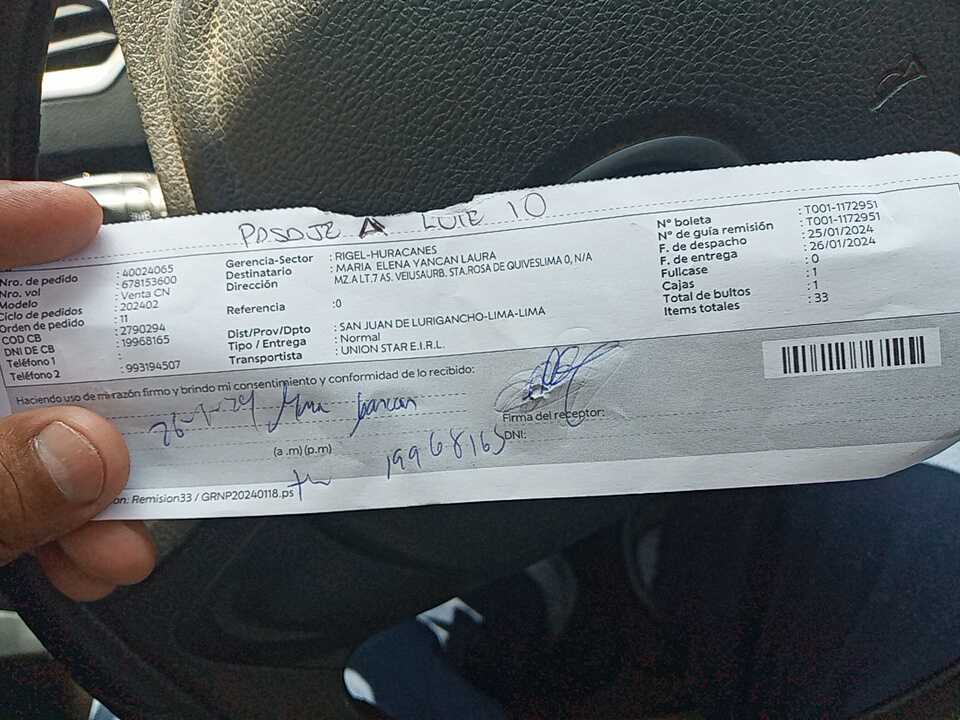 PASAJE A LOTE 10
Nro. de pedido : 40024065
Nro. vol : 678153600
Modelo : Venta CN
Ciclo de pedidos : 202402
Orden de pedido : 11
COD CB : 2790294
DNI DE CB : 19968165
Teléfono 1 :
Teléfono 2 : 993194507
Gerencia-Sector : RIGEL-HURACANES
Destinatario : MARIA ELENA YANCAN LAURA
Dirección : MZ.A LT.7 AS. VEIUSAURB. STA.ROSA DE QUIVESLIMA 0, N/A
Referencia :0
Dist/Prov/Dpto : SAN JUAN DE LURIGANCHO-LIMA-LIMA
Tipo / Entrega : Normal
Transportista : UNION STAR E.I.R.L.
N° boleta : T001-1172951
N° de guía remisión : T001-1172951
F. de despacho : 25/01/2024
F. de entrega : 26/01/2024
Fullcase : 0
Cajas : 1
Total de bultos : 1
Items totales : 33
Haciendo uso de mi razón firmo y brindo mi consentimiento y conformidad de lo recibido:
26-1-24 yancan
Firma del receptor:
(a .m) (p.m) 19968165 DNI:
on: Remision33 / GRNP20240118.ps